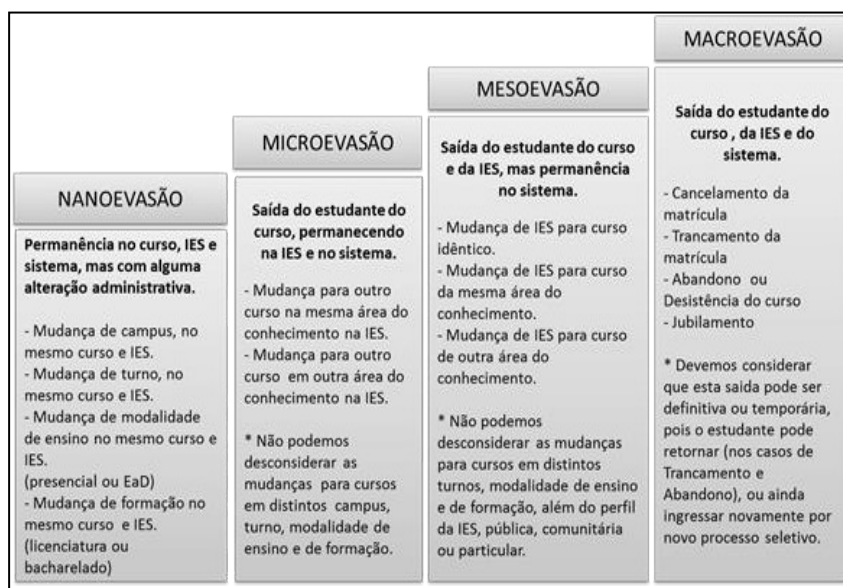 NANOEVASÃO
Permanência no curso, IES e
sistema, mas com alguma
alteração administrativa.
- Mudança de campus, no
mesmo curso e IES.
- Mudança de turno, no
mesmo curso e IES.
- Mudança de modalidade
de ensino no mesmo curso e
IES.
(presencial ou EaD)
- Mudança de formação no
mesmo curso e IES.
(licenciatura ou
bacharelado)
MICROEVASÃO
Saída do estudante do
curso, permanecendo
na IES e no sistema.
- Mudança para outro
curso na mesma área do
conhecimento na IES.
- Mudança para outro
curso em outra área do
conhecimento na IES.
* Não podemos
desconsiderar as
mudanças para cursos
em distintos campus,
turno, modalidade de
ensino e de formação.
MESOEVASÃO
Saída do estudante do curso
e da IES, mas permanência
no sistema.
- Mudança de IES para curso
idêntico.
- Mudança de IES para curso
da mesma área do
conhecimento.
- Mudança de IES para curso
de outra área do
conhecimento.
* Não podemos
desconsiderar as mudanças
para cursos em distintos
turnos, modalidade de ensino
e de formação, além do perfil
da IES, pública, comunitária
ou particular.
MACROEVASÃO
Saída do estudante do
curso , da IES e do
sistema.
- Cancelamento da
matrícula
- Trancamento da
matrícula
- Abandono ou
Desistência do curso
- Jubilamento
* Devemos considerar
que esta saida pode ser
definitiva ou temporária,
pois o estudante pode
retornar (nos casos de
Trancamento e
Abandono), ou ainda
ingressar novamente por
novo processo seletivo.